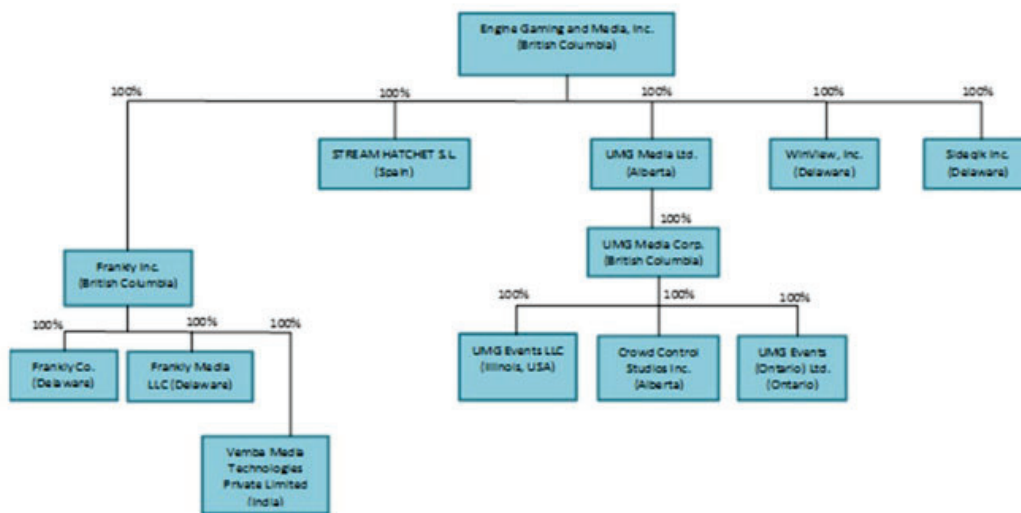 Engine Gaming and Media, Inc.
(British Columbia)
100%
100%
100%
100%
100%
STREAM HATCHET S.L.
(Spain)
UMG Media Ltd.
(Alberta)
WinView, Inc.
(Delaware)
Sideqik Inc.
(Delaware)
100%
Frankly Inc.
(British Columbia)
UMG Media Corp.
(British Columbia)
100%
100%
100%
100%
100%
100%
Frankly Co.
(Delaware)
Frankly Media
LLC (Delaware)
UMG Events LLC
(Illinois, USA)
Crowd Control
Studios Inc.
(Alberta)
UMG Events
(Ontario) Ltd.
(Ontario)
Vemba Media
Technologies
Private Limited
(India)